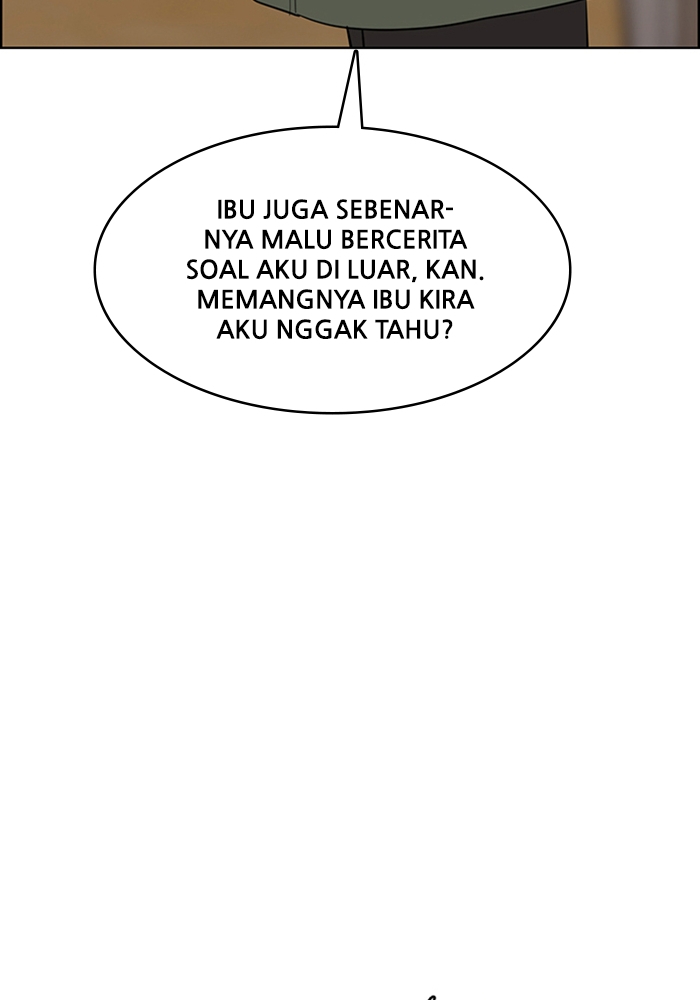 IBU JUGA SEBENAR-
NYA MALU BERCERITA
SOAL AKU DI LUAR, KAN.
MEMANGNYA IBU KIRA
AKU NGGAK TAHU?